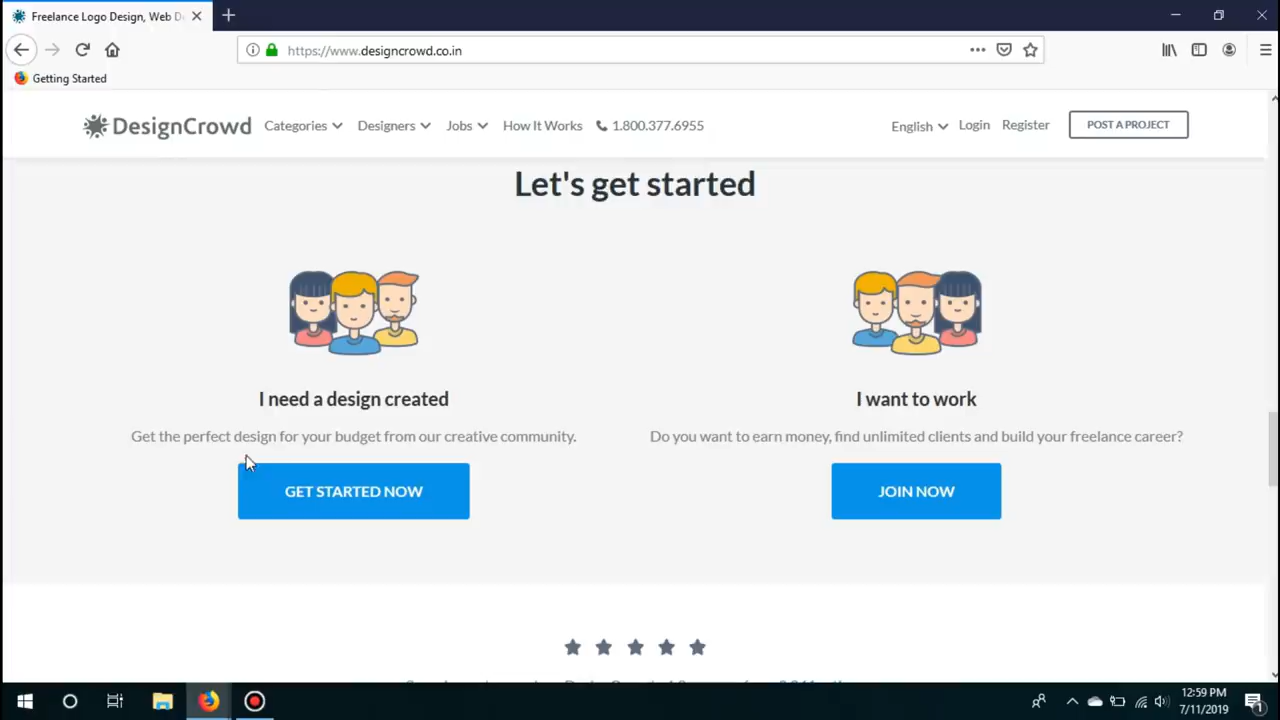 Freelance Logo Design, Web D
https://www.designcrowd.co.in
Getting Started
DesignCrowd Categories Designers Jobs How It Works 1.800.377.6955 English Login Register POST A PROJECT
Let's get started
I need a design created
Get the perfect design for your budget from our creative community.
GET STARTED NOW
I want to work
Do you want to earn money, find unlimited clients and build your freelance career?
JOIN NOW
12:59 PM
7/11/2019
1